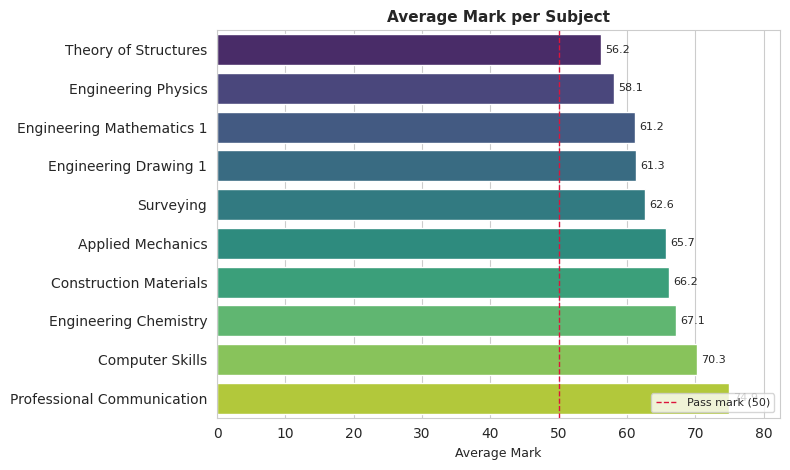 Average Mark per Subject
Theory of Structures 56.2
Engineering Physics 58.1
Engineering Mathematics 1 61.2
Engineering Drawing 1 61.3
Surveying 62.6
Applied Mechanics 65.7
Construction Materials 66.2
Engineering Chemistry 67.1
Computer Skills 70.3
Professional Communication
Pass mark (50)
0 10 20 30 40 50 60 70 80
Average Mark